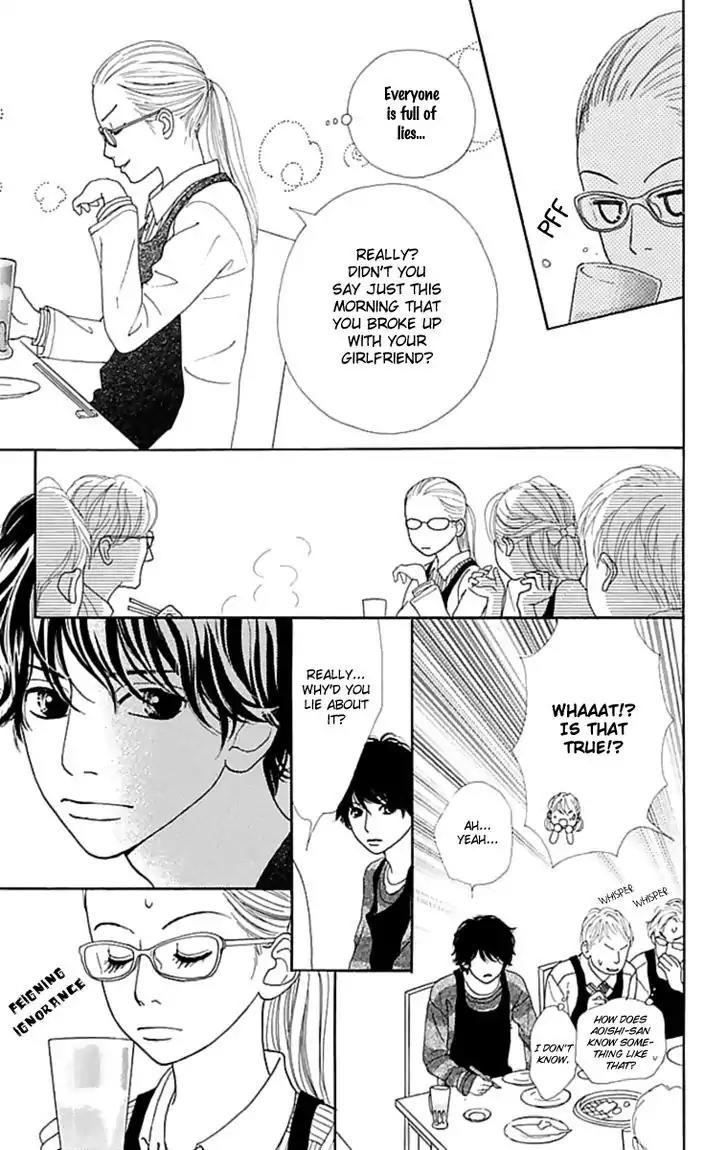 PFF
Everyone
is full of
lies...
REALLY?
DIDN'T YOU
SAY JUST THIS
MORNING THAT
YOU BROKE UP
WITH YOUR
GIRLFRIEND?
WHAAAT!?
IS THAT
TRUE!?
AH...
YEAH...
WHISPER
WHISPER
HOW DOES
AOISHI-SAN
KNOW SOME-
THING LIKE
THAT?
I DON'T
KNOW.
REALLY...
WHY'D YOU
LIE ABOUT
IT?
FEIGNING
IGNORANCE